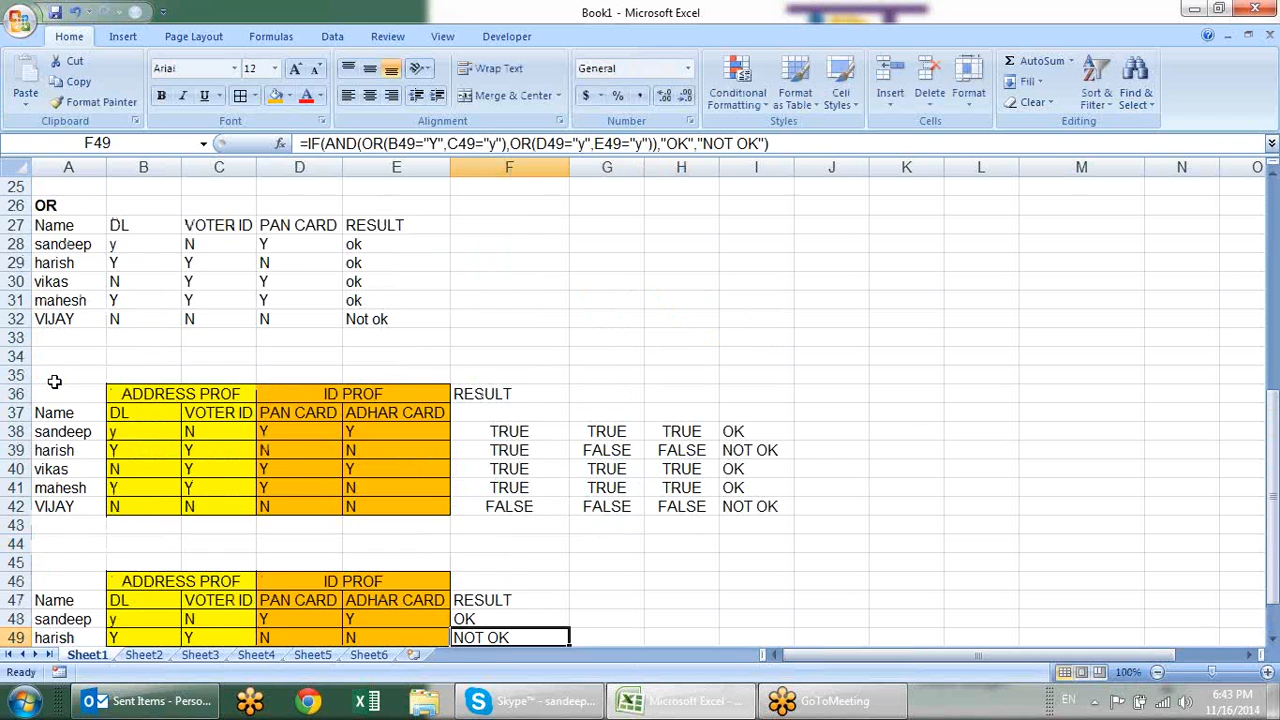 Book1 - Microsoft Excel
Home Insert Page Layout Formulas Data Review View Developer
Paste
Cut
Copy
Format Painter
Clipboard
Arial 12
B I U
Font
Wrap Text
Merge & Center
Alignment
General
$ % ,
Number
Conditional Formatting
Format as Table
Cell Styles
Styles
Insert Delete Format
Cells
Σ AutoSum
Fill
Clear
Sort & Filter
Find & Select
Editing
F49 fx =IF(AND(OR(B49="Y",C49="y"),OR(D49="y",E49="y")),"OK","NOT OK")
A B C D E F G H I J K L M N O
25
26 OR
27 Name DL VOTER ID PAN CARD RESULT
28 sandeep y N Y ok
29 harish Y Y N ok
30 vikas N Y Y ok
31 mahesh Y Y Y ok
32 VIJAY N N N Not ok
33
34
35
36 ADDRESS PROF ID PROF RESULT
37 Name DL VOTER ID PAN CARD ADHAR CARD
38 sandeep y N Y Y TRUE TRUE TRUE OK
39 harish Y Y N N TRUE FALSE FALSE NOT OK
40 vikas N Y Y Y TRUE TRUE TRUE OK
41 mahesh Y Y Y N TRUE TRUE TRUE OK
42 VIJAY N N N N FALSE FALSE FALSE NOT OK
43
44
45
46 ADDRESS PROF ID PROF
47 Name DL VOTER ID PAN CARD ADHAR CARD RESULT
48 sandeep y N Y Y OK
49 harish Y Y N N NOT OK
Sheet1 Sheet2 Sheet3 Sheet4 Sheet5 Sheet6
Ready 100%
Sent Items - Perso... Skype™ - sandeep... Microsoft Excel - ... GoToMeeting EN 6:43 PM
11/16/2014